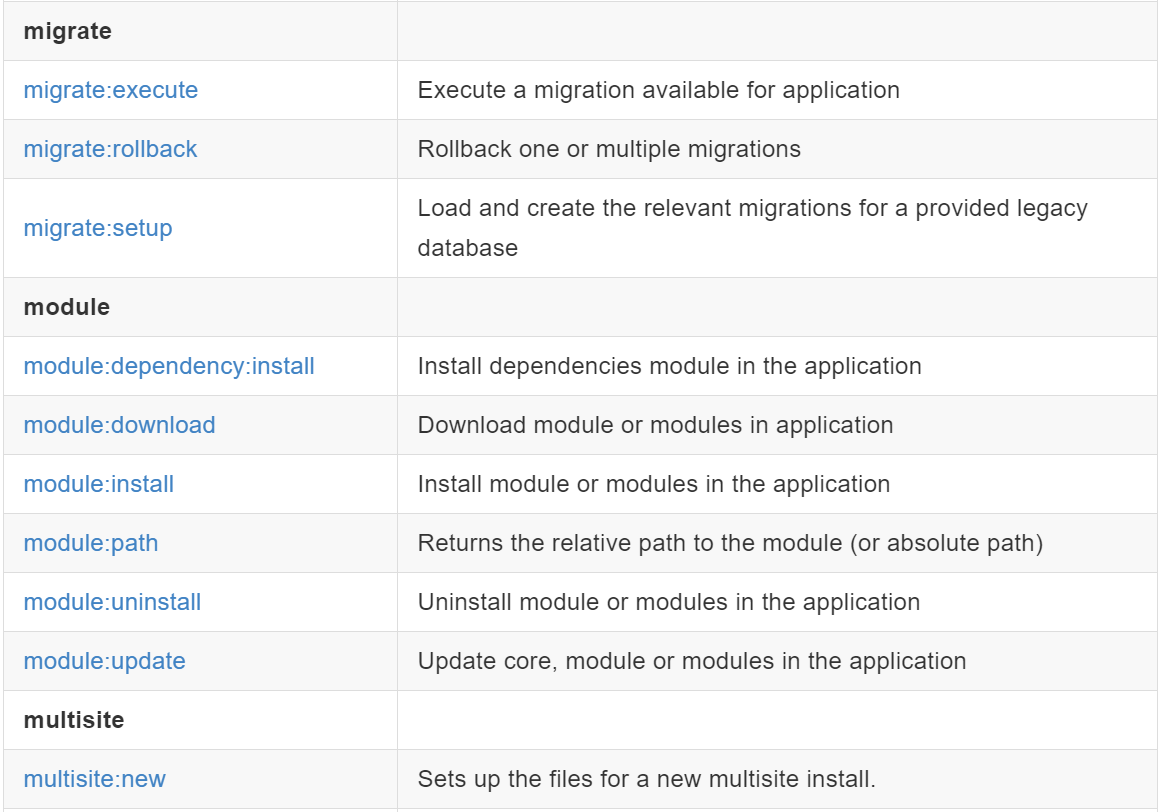 migrate
migrate:execute Execute a migration available for application
migrate:rollback Rollback one or multiple migrations
migrate:setup Load and create the relevant migrations for a provided legacy
database
module
module:dependency:install Install dependencies module in the application
module:download Download module or modules in application
module:install Install module or modules in the application
module:path Returns the relative path to the module (or absolute path)
module:uninstall Uninstall module or modules in the application
module:update Update core, module or modules in the application
multisite
multisite:new Sets up the files for a new multisite install.